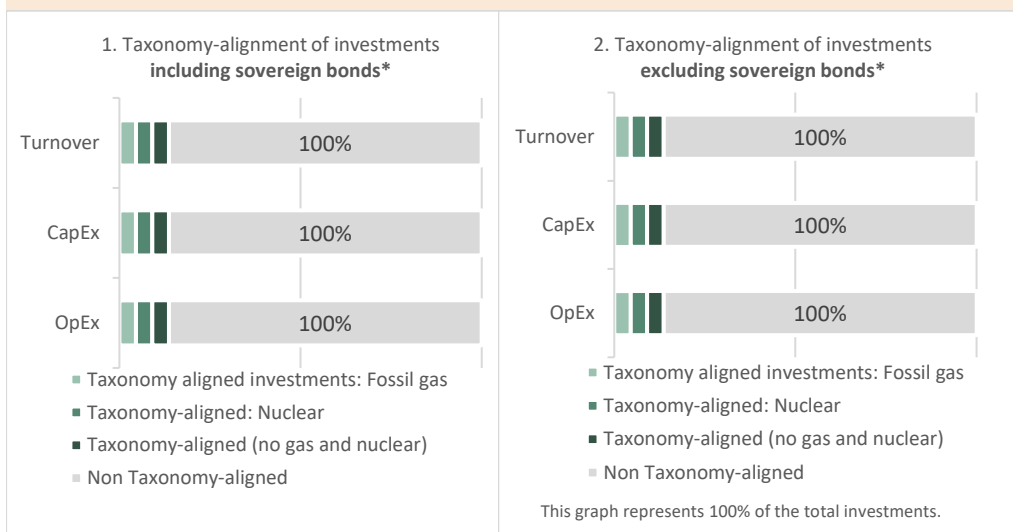 1. Taxonomy-alignment of investments
including sovereign bonds*
Turnover
100%
CapEx
100%
OpEx
100%
Taxonomy aligned investments: Fossil gas
Taxonomy-aligned: Nuclear
Taxonomy-aligned (no gas and nuclear)
Non Taxonomy-aligned
2. Taxonomy-alignment of investments
excluding sovereign bonds*
Turnover
100%
CapEx
100%
OpEx
100%
Taxonomy aligned investments: Fossil gas
Taxonomy-aligned: Nuclear
Taxonomy-aligned (no gas and nuclear)
Non Taxonomy-aligned
This graph represents 100% of the total investments.